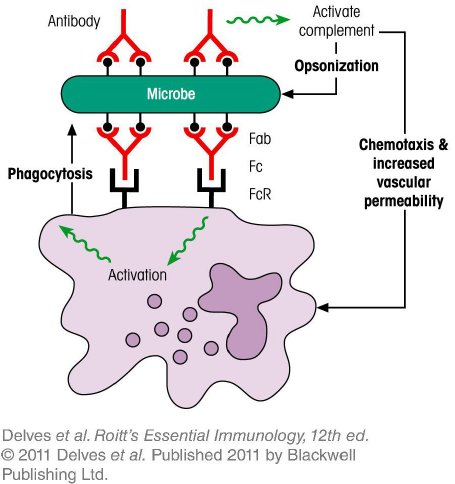 Antibody
Activate
complement
Opsonization
Microbe
Fab
Fc
FcR
Phagocytosis
Chemotaxis &
increased
vascular
permeability
Activation
Delves et al. Roitt's Essential Immunology, 12th ed.
© 2011 Delves et al. Published 2011 by Blackwell
Publishing Ltd.